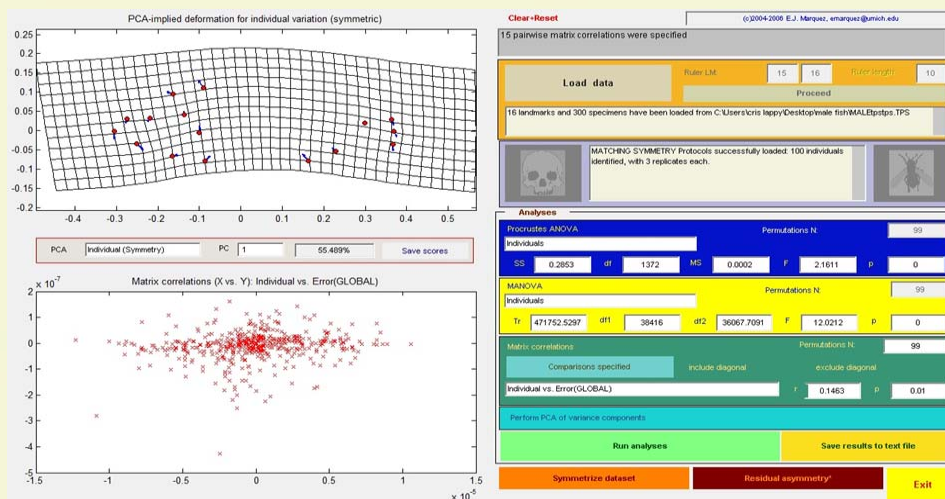 PCA-implied deformation for individual variation (symmetric)
0.25
0.2
0.15
0.1
0.05
0
-0.05
-0.1
-0.15
-0.2
-0.4 -0.3 -0.2 -0.1 0 0.1 0.2 0.3 0.4 0.5
PCA Individual (Symmetry) PC 1 55.489% Save scores
x 10-7
Matrix correlations (X vs. Y): Individual vs. Error(GLOBAL)
2
1
0
-1
-2
-3
-4
-5
-1.5 -1 -0.5 0 0.5 1 1.5
x 10-5
Clear+Reset
(c)2004-2008 E.J. Marquez, emarquez@umich.edu
15 pairwise matrix correlations were specified
Load data
Ruler LM: 15 16 Ruler length: 10
Proceed
16 landmarks and 300 specimens have been loaded from C:\Users\cris lappy\Desktop\male fish\MALEtpstps.TPS
MATCHING SYMMETRY Protocols successfully loaded: 100 individuals
identified, with 3 replicates each.
Analyses
Procrustes ANOVA Permutations N: 99
Individuals
SS 0.2853 df 1372 MS 0.0002 F 2.1611 p 0
MANOVA Permutations N: 99
Individuals
Tr 471752.5297 df1 38416 df2 36067.7091 F 12.0212 p 0
Matrix correlations Permutations N: 99
Comparisons specified include diagonal exclude diagonal
Individual vs. Error(GLOBAL) r 0.1463 p 0.01
Perform PCA of variance components
Run analyses Save results to text file
Symmetrize dataset Residual asymmetry* Exit